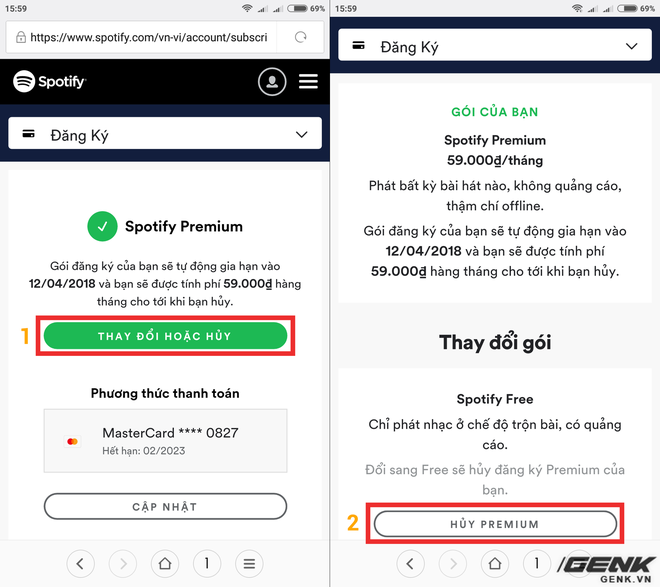 15:59
69%
https://www.spotify.com/vn-vi/account/subscri
Spotify
Đăng Ký
Spotify Premium
Gói đăng ký của bạn sẽ tự động gia hạn vào
12/04/2018 và bạn sẽ được tính phí 59.000₫ hàng
tháng cho tới khi bạn hủy.
1
THAY ĐỔI HOẶC HỦY
Phương thức thanh toán
MasterCard **** 0827
Hết hạn: 02/2023
CẬP NHẬT
1
15:59
69%
Đăng Ký
GÓI CỦA BẠN
Spotify Premium
59.000₫/tháng
Phát bất kỳ bài hát nào, không quảng cáo,
thậm chí offline.
Gói đăng ký của bạn sẽ tự động gia hạn vào
12/04/2018 và bạn sẽ được tính phí
59.000₫ hàng tháng cho tới khi bạn hủy.
Thay đổi gói
Spotify Free
Chỉ phát nhạc ở chế độ trộn bài, có quảng
cáo.
Đổi sang Free sẽ hủy đăng ký Premium của
bạn.
2
HỦY PREMIUM
1
GENK
GENK.VN